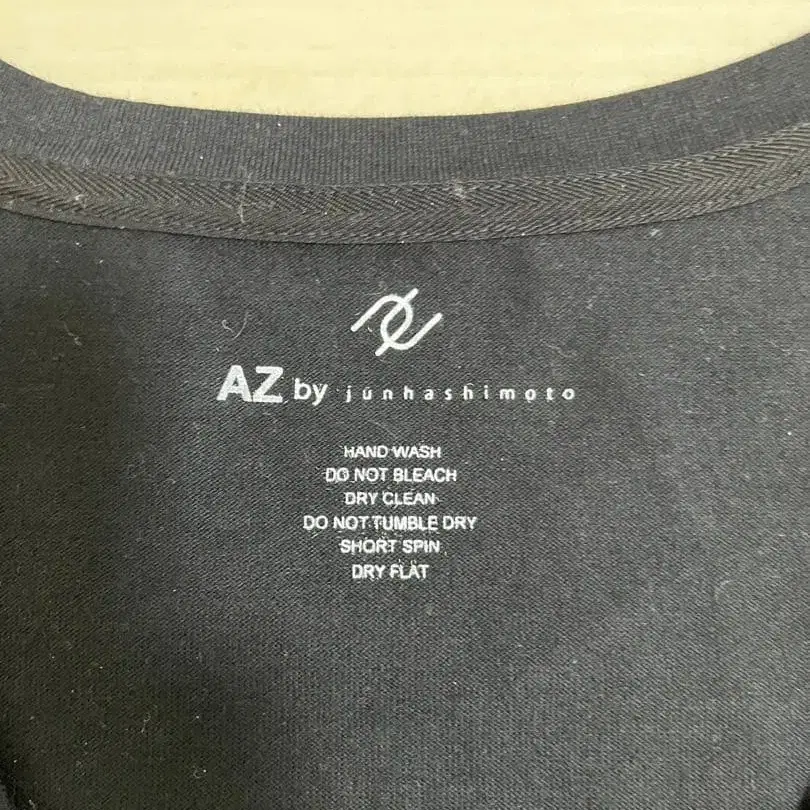 AZ by junhashimoto
HAND WASH
DO NOT BLEACH
DRY CLEAN
DO NOT TUMBLE DRY
SHORT SPIN
DRY FLAT